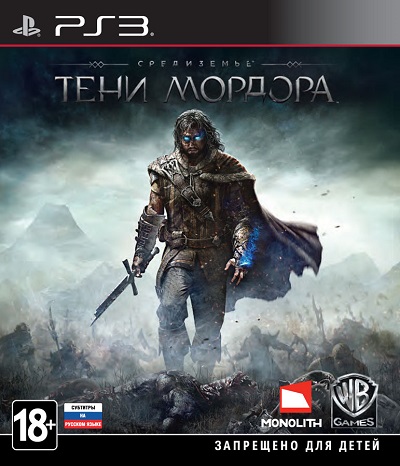 PS3
СРЕДИЗЕМЬЕ
ТЕНИ МОРДОРА
СУБТИТРЫ
НА
РУССКОМ ЯЗЫКЕ
MONOLITH
WB
GAMES
18+
ЗАПРЕЩЕНО ДЛЯ ДЕТЕЙ